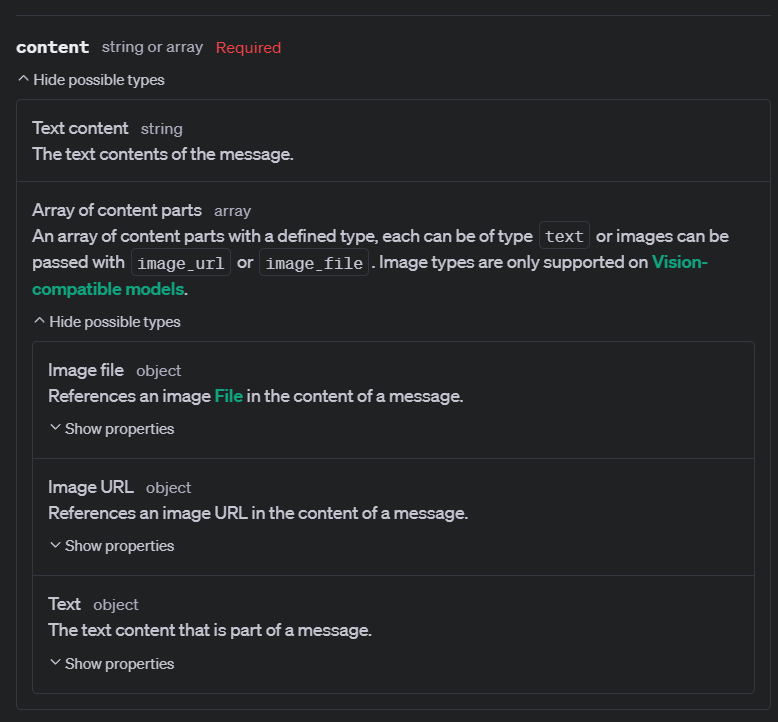 content string or array Required
Hide possible types
Text content string
The text contents of the message.
Array of content parts array
An array of content parts with a defined type, each can be of type text or images can be
passed with image_url or image_file. Image types are only supported on Vision-
compatible models.
Hide possible types
Image file object
References an image File in the content of a message.
Show properties
Image URL object
References an image URL in the content of a message.
Show properties
Text object
The text content that is part of a message.
Show properties